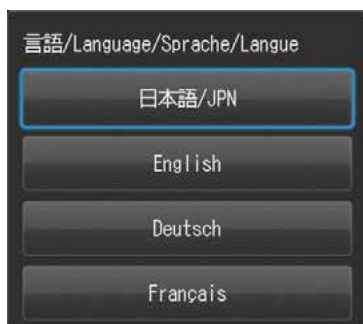 言語/Language/Sprache/Langue
日本語/JPN
English
Deutsch
Français